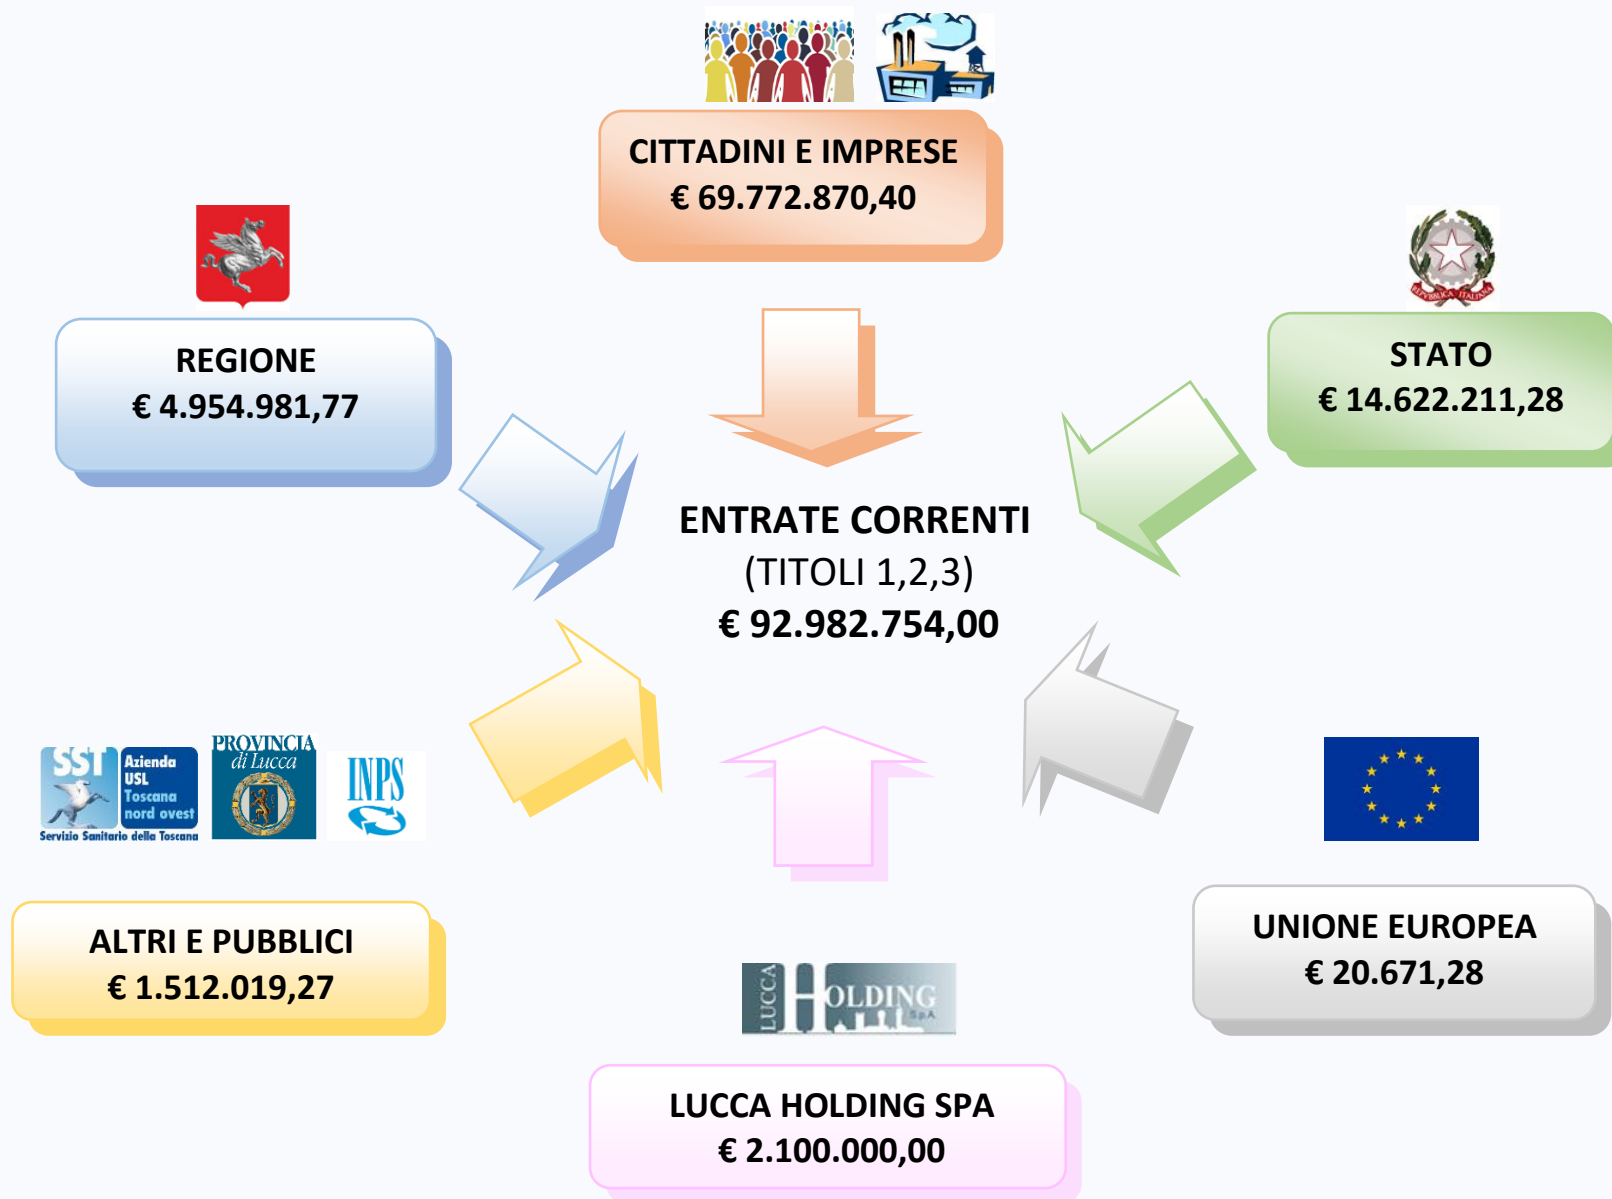 CITTADINI E IMPRESE
€ 69.772.870,40
REGIONE
€ 4.954.981,77
REPVBBLICA ITALIANA
STATO
€ 14.622.211,28
ENTRATE CORRENTI
(TITOLI 1,2,3)
€ 92.982.754,00
SST
Azienda
USL
Toscana
nord ovest
Servizio Sanitario della Toscana
PROVINCIA
di Lucca
INPS
ALTRI E PUBBLICI
€ 1.512.019,27
UNIONE EUROPEA
€ 20.671,28
LUCCA
HOLDING
SpA
LUCCA HOLDING SPA
€ 2.100.000,00